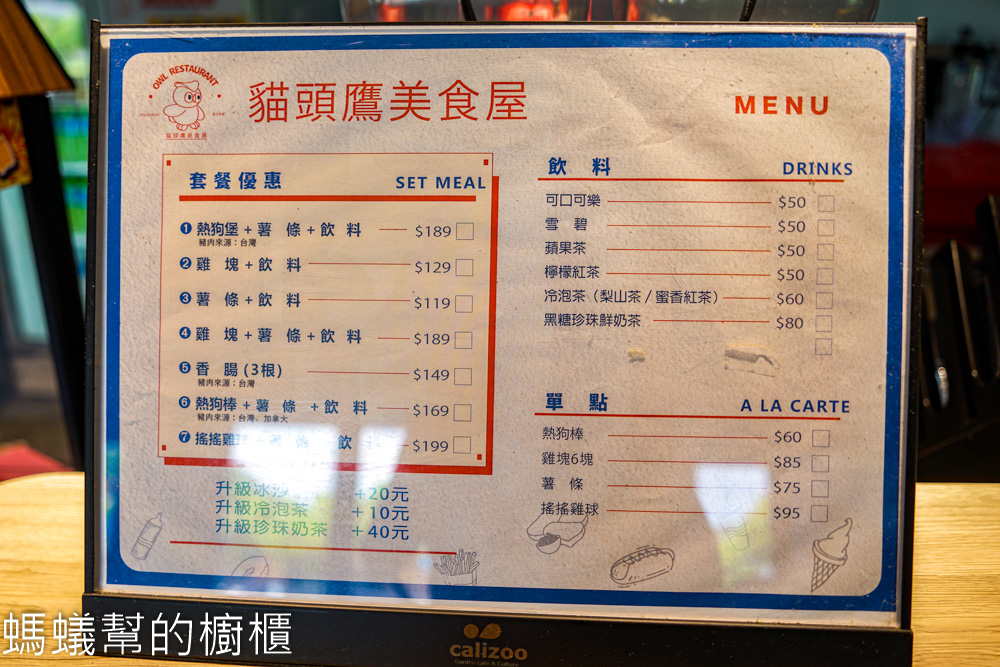 OWL RESTAURANT
貓頭鷹美食屋
貓頭鷹美食屋
MENU
套餐優惠 SET MEAL
❶ 熱狗堡+薯條+飲料 $189
豬肉來源：台灣
❷ 雞塊+飲料 $129
❸ 薯條+飲料 $119
❹ 雞塊+薯條+飲料 $189
❺ 香腸(3根) $149
豬肉來源：台灣
❻ 熱狗棒+薯條+飲料 $169
豬肉來源：台灣、加拿大
❼ 搖搖雞球 飲 $199
升級冰沙 +20元
升級冷泡茶 +10元
升級珍珠奶茶 +40元
飲料 DRINKS
可口可樂 $50
雪碧 $50
蘋果茶 $50
檸檬紅茶 $50
冷泡茶（梨山茶/蜜香紅茶） $60
黑糖珍珠鮮奶茶 $80
單點 A LA CARTE
熱狗棒 $60
雞塊6塊 $85
薯條 $75
搖搖雞球 $95
calizoo
螞蟻幫的櫥櫃